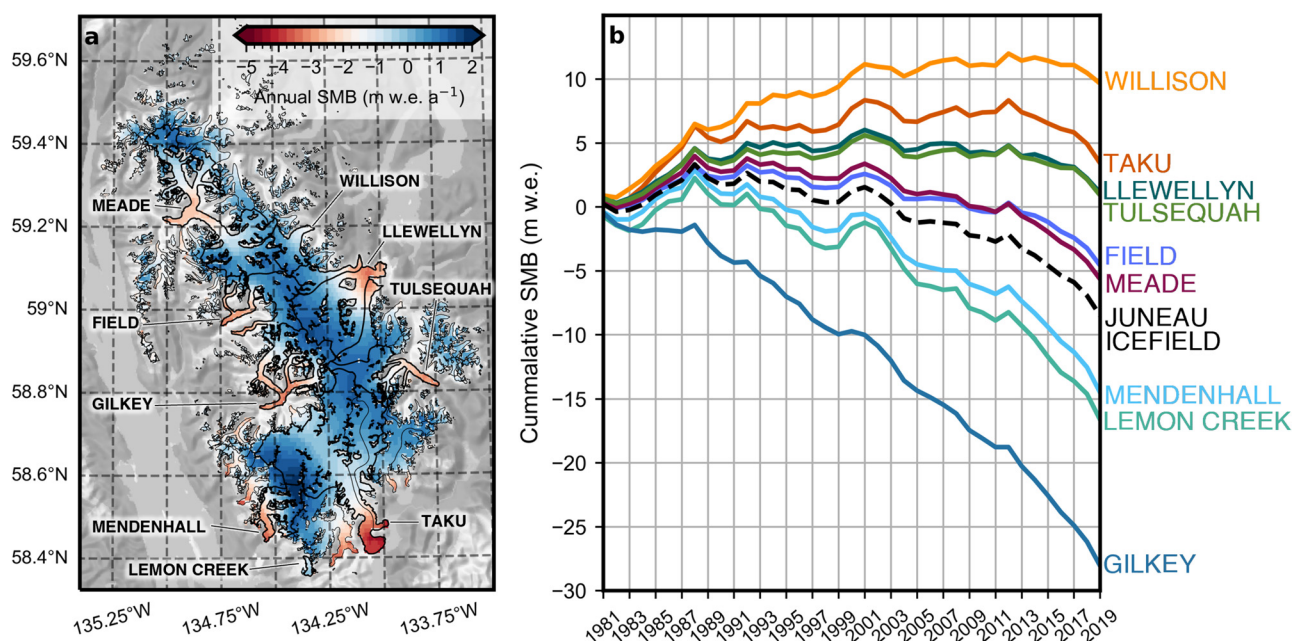 a
−5 −4 −3 −2 −1 0 1 2
Annual SMB (m w.e. a⁻¹)
59.6°N
59.4°N
59.2°N
59°N
58.8°N
58.6°N
58.4°N
135.25°W
134.75°W
134.25°W
133.75°W
WILLISON
MEADE
LLEWELLYN
TULSEQUAH
FIELD
GILKEY
MENDENHALL
TAKU
LEMON CREEK
b
Cummalative SMB (m w.e.)
10
5
0
−5
−10
−15
−20
−25
−30
1981 1983 1985 1987 1989 1991 1993 1995 1997 1999 2001 2003 2005 2007 2009 2011 2013 2015 2017 2019
WILLISON
TAKU
LLEWELLYN
TULSEQUAH
FIELD
MEADE
JUNEAU
ICEFIELD
MENDENHALL
LEMON CREEK
GILKEY